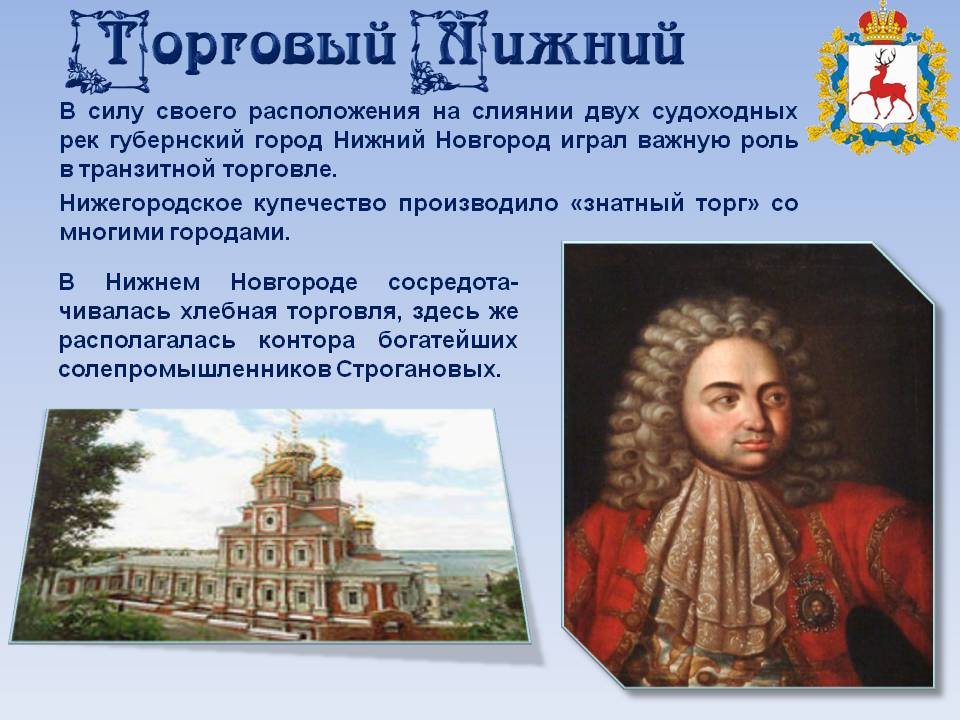 Торговый Нижний
В силу своего расположения на слиянии двух судоходных
рек губернский город Нижний Новгород играл важную роль
в транзитной торговле.
Нижегородское купечество производило «знатный торг» со
многими городами.
В Нижнем Новгороде сосредота-
чивалась хлебная торговля, здесь же
располагалась контора богатейших
солепромышленников Строгановых.